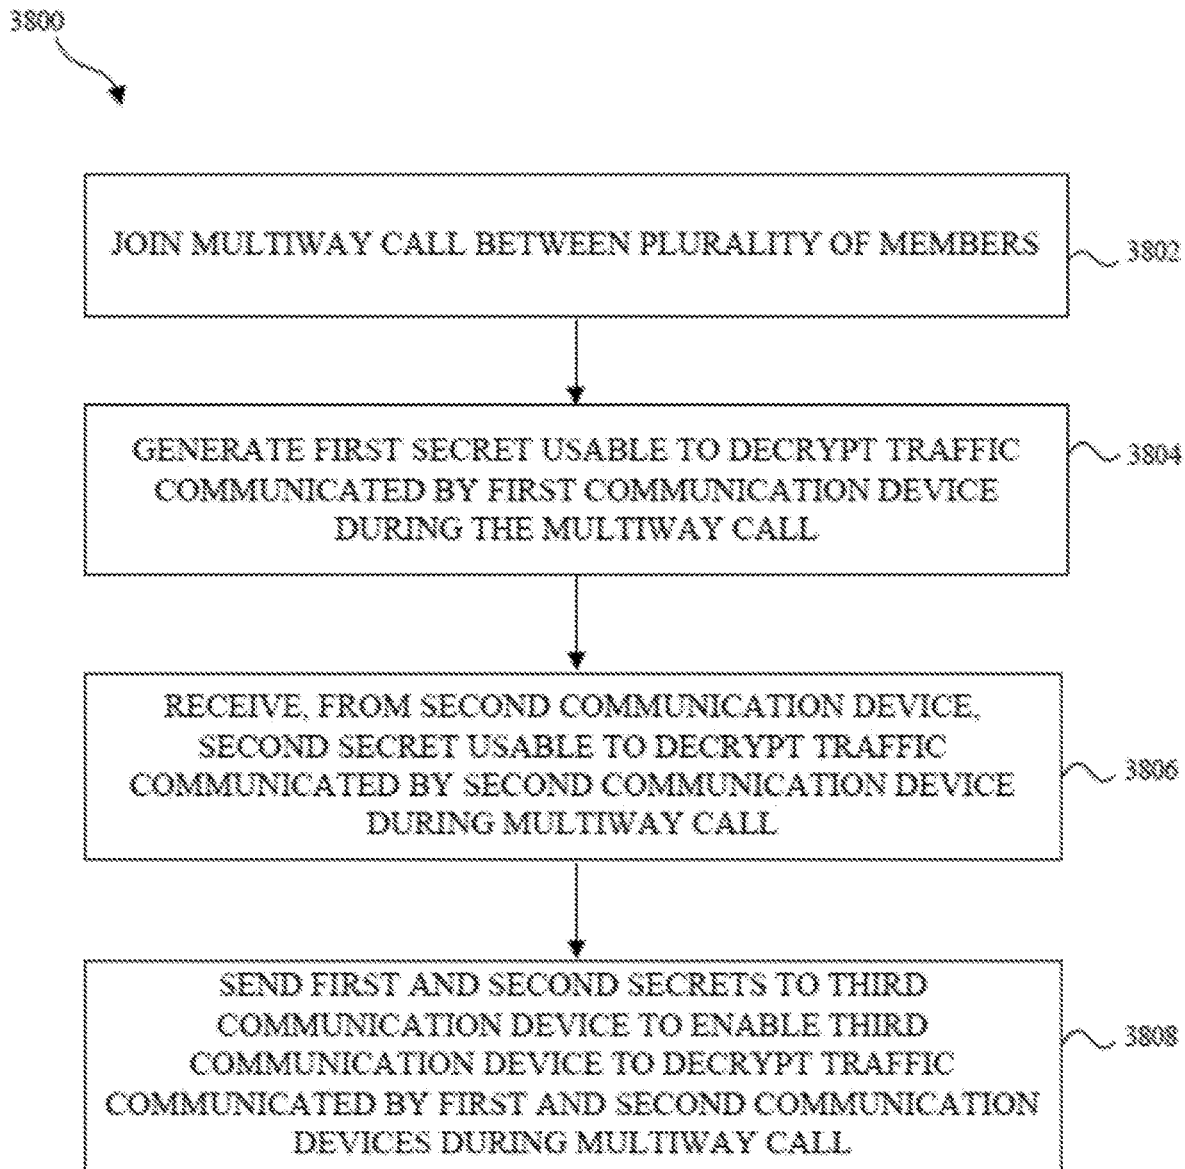 3800
JOIN MULTIWAY CALL BETWEEN PLURALITY OF MEMBERS
3802
GENERATE FIRST SECRET USABLE TO DECRYPT TRAFFIC
COMMUNICATED BY FIRST COMMUNICATION DEVICE
DURING THE MULTIWAY CALL
3804
RECEIVE, FROM SECOND COMMUNICATION DEVICE,
SECOND SECRET USABLE TO DECRYPT TRAFFIC
COMMUNICATED BY SECOND COMMUNICATION DEVICE
DURING MULTIWAY CALL
3806
SEND FIRST AND SECOND SECRETS TO THIRD
COMMUNICATION DEVICE TO ENABLE THIRD
COMMUNICATION DEVICE TO DECRYPT TRAFFIC
COMMUNICATED BY FIRST AND SECOND COMMUNICATION
DEVICES DURING MULTIWAY CALL
3808